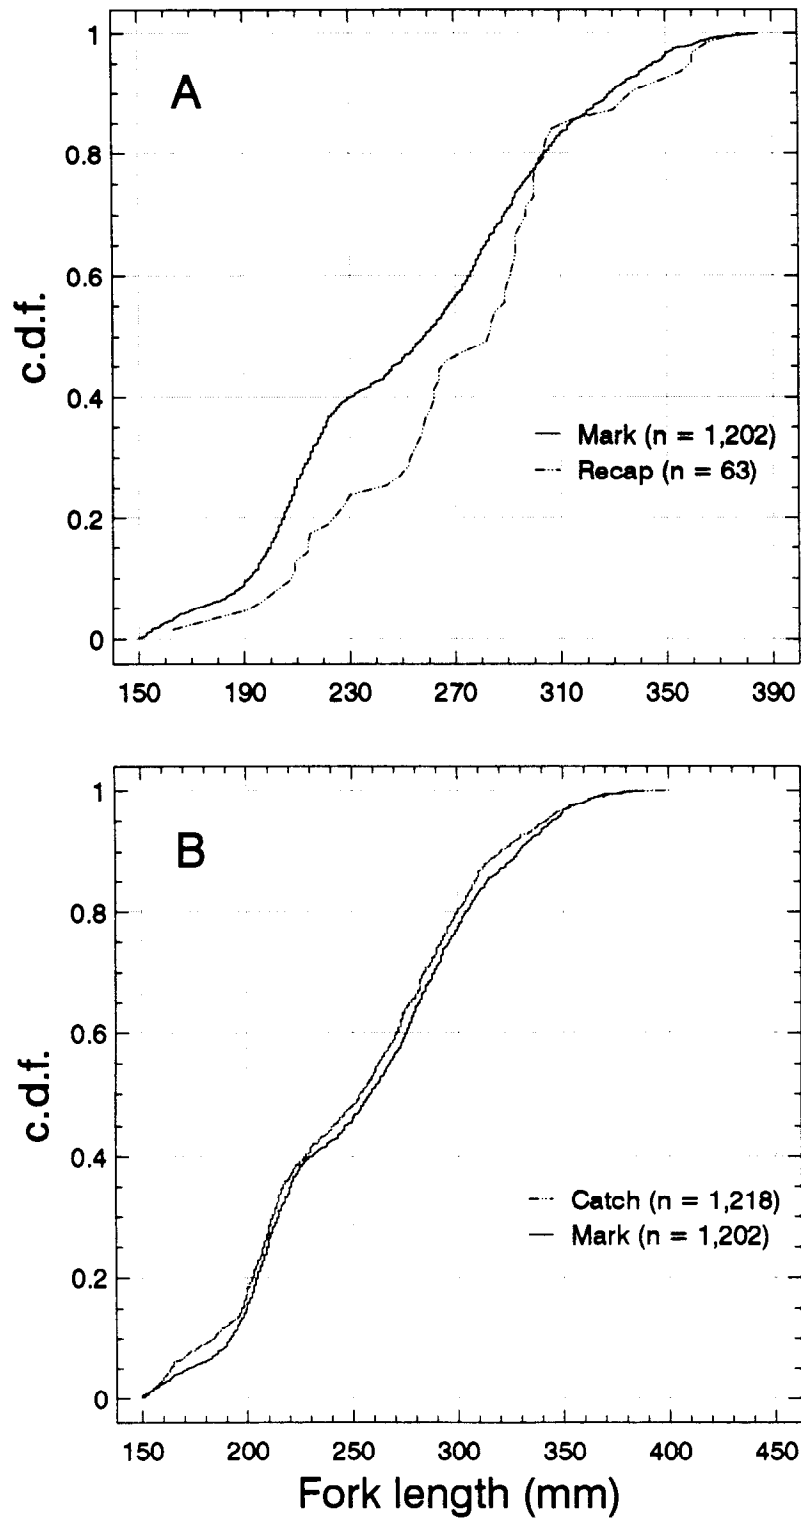 A
c.d.f.
1
0.8
0.6
0.4
0.2
0
Mark (n = 1,202)
Recap (n = 63)
150 190 230 270 310 350 390
B
c.d.f.
1
0.8
0.6
0.4
0.2
0
Catch (n = 1,218)
Mark (n = 1,202)
150 200 250 300 350 400 450
Fork length (mm)